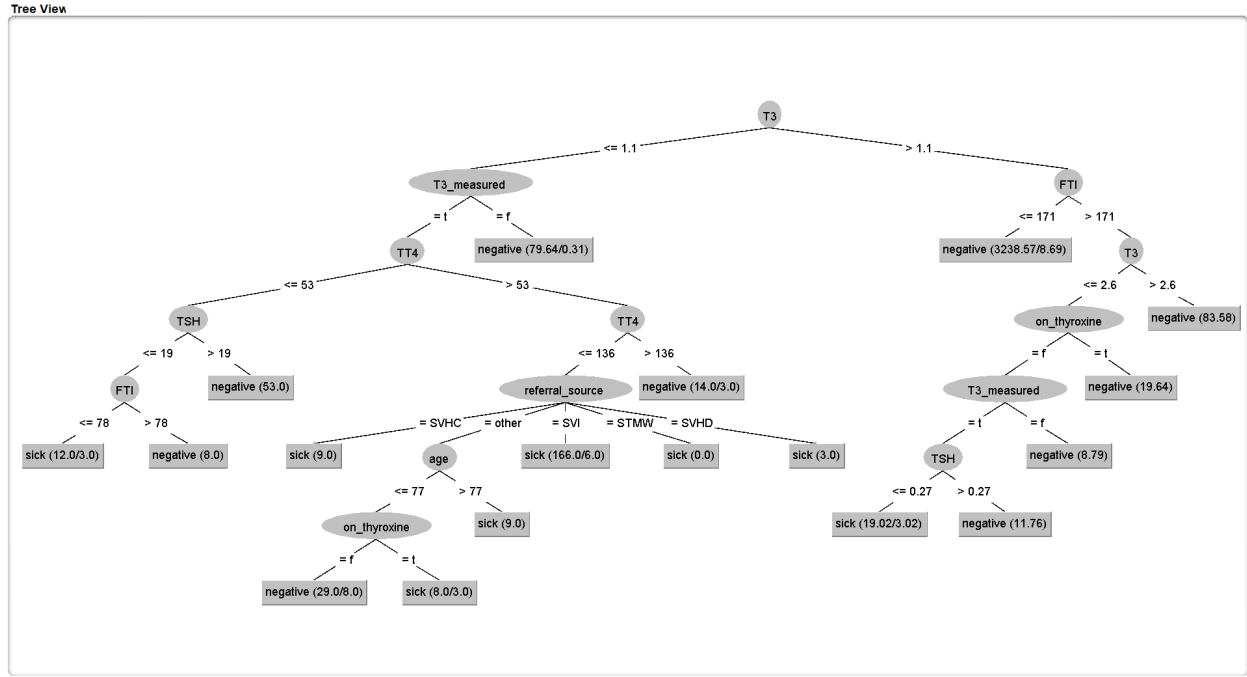 Tree View
T3
<= 1.1 > 1.1
T3_measured FTI
= t = f <= 171 > 171
TT4 negative (79.64/0.31) negative (3238.57/8.69) T3
<= 53 > 53 <= 2.6 > 2.6
TSH TT4 on_thyroxine negative (83.58)
<= 19 > 19 <= 136 > 136 = f = t
FTI negative (53.0) referral_source negative (14.0/3.0) T3_measured negative (19.64)
<= 78 > 78 = SVHC = other = SVI = STMW = SVHD = t = f
sick (12.0/3.0) negative (8.0) sick (9.0) age sick (166.0/6.0) sick (0.0) sick (3.0) TSH negative (8.79)
<= 77 > 77 <= 0.27 > 0.27
on_thyroxine sick (9.0) sick (19.02/3.02) negative (11.76)
= f = t
negative (29.0/8.0) sick (8.0/3.0)